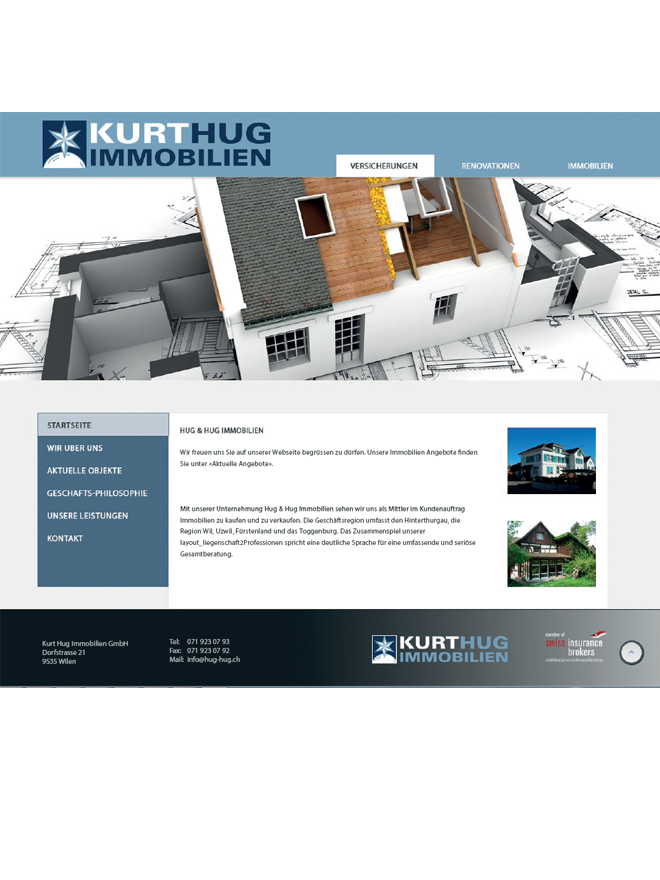 KURTHUG
IMMOBILIEN
VERSICHERUNGEN
RENOVATIONEN
IMMOBILIEN
STARTSEITE
WIR UBER UNS
AKTUELLE OBJEKTE
GESCHAFTS-PHILOSOPHIE
UNSERE LEISTUNGEN
KONTAKT
HUG & HUG IMMOBILIEN
Wir freuen uns Sie auf unserer Webseite begrüssen zu dürfen. Unsere Immobilien Angebote finden
Sie unter «Aktuelle Angebote».
Mit unserer Unternehmung Hug & Hug Immobilien sehen wir uns als Mittler im Kundenauftrag
Immobilien zu kaufen und zu verkaufen. Die Geschäftsregion umfasst den Hinterthurgau, die
Region Wil, Uzwil, Fürstenland und das Toggenburg. Das Zusammenspiel unserer
layout_liegenschaft2Professionen spricht eine deutliche Sprache für eine umfassende und seriöse
Gesamtberatung.
Kurt Hug Immobilien GmbH
Dorfstrasse 21
9535 Wilen
Tel: 071 923 07 93
Fax: 071 923 07 92
Mail: info@hug-hug.ch
KURTHUG
IMMOBILIEN
member of
swiss insurance
brokers